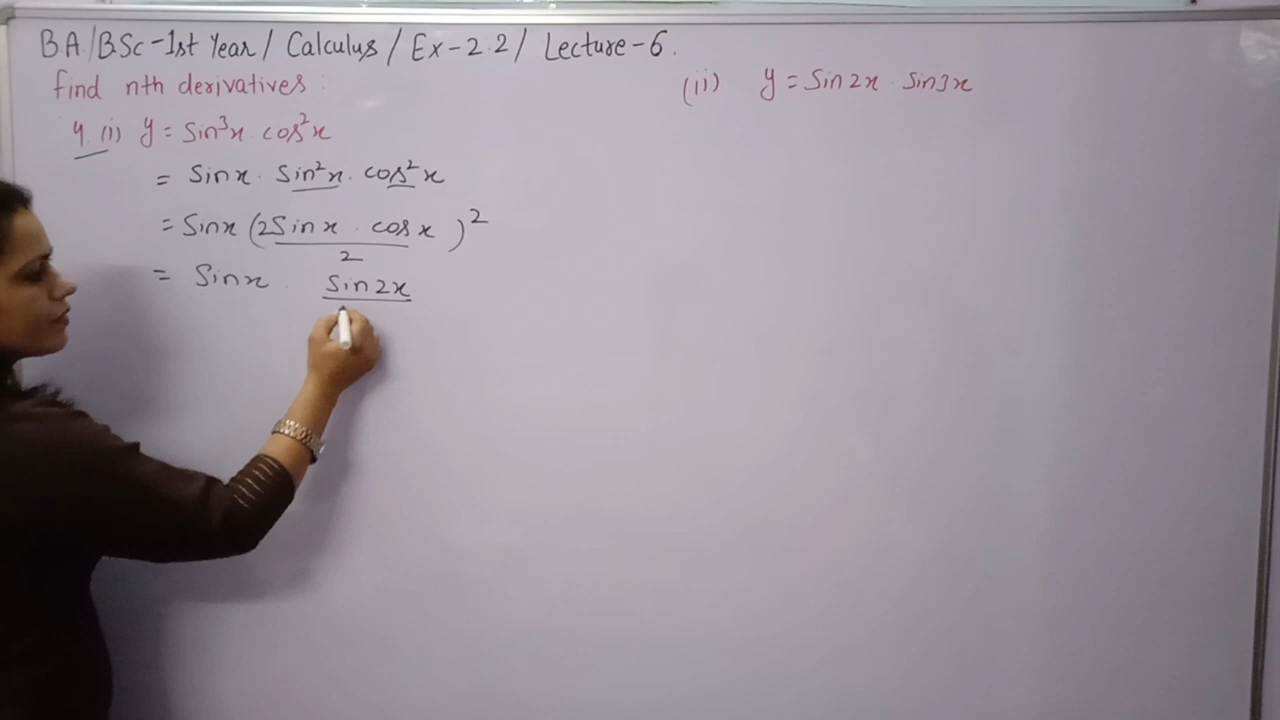 BA/BSc-1st Year/ Calculus / Ex-2.2/ Lecture-6.
find nth derivatives:
4. (i) y = Sin³x. cos²x
= Sinx. Sin²x. cos²x
= Sinx (2Sinx . cosx / 2)²
= Sinx . sin2x
(ii) y = Sin2x . Sin3x